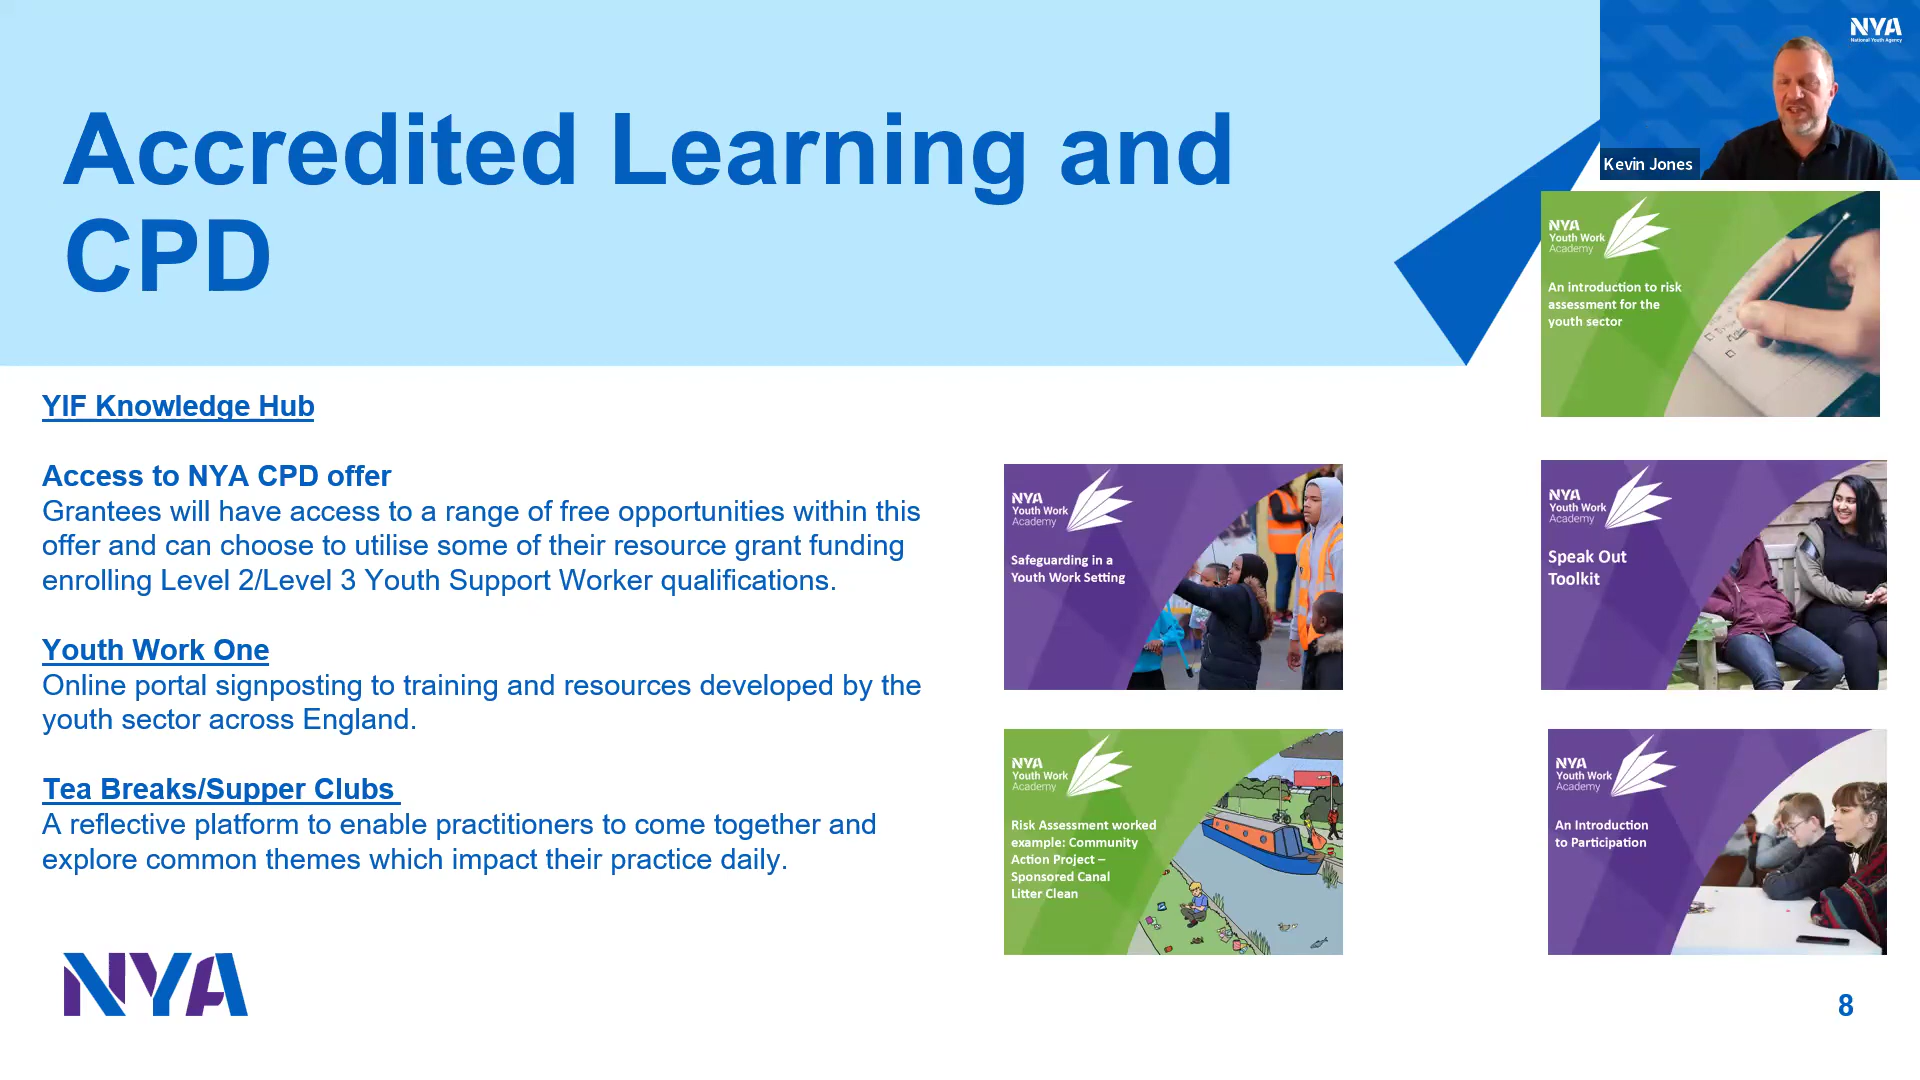 NYA
National Youth Agency
Kevin Jones
Accredited Learning and
CPD
YIF Knowledge Hub
Access to NYA CPD offer
Grantees will have access to a range of free opportunities within this
offer and can choose to utilise some of their resource grant funding
enrolling Level 2/Level 3 Youth Support Worker qualifications.
Youth Work One
Online portal signposting to training and resources developed by the
youth sector across England.
Tea Breaks/Supper Clubs
A reflective platform to enable practitioners to come together and
explore common themes which impact their practice daily.
NYA
Youth Work
Academy
An introduction to risk
assessment for the
youth sector
NYA
Youth Work
Academy
Safeguarding in a
Youth Work Setting
NYA
Youth Work
Academy
Speak Out
Toolkit
NYA
Youth Work
Academy
Risk Assessment worked
example: Community
Action Project –
Sponsored Canal
Litter Clean
NYA
Youth Work
Academy
An Introduction
to Participation
NYA
8